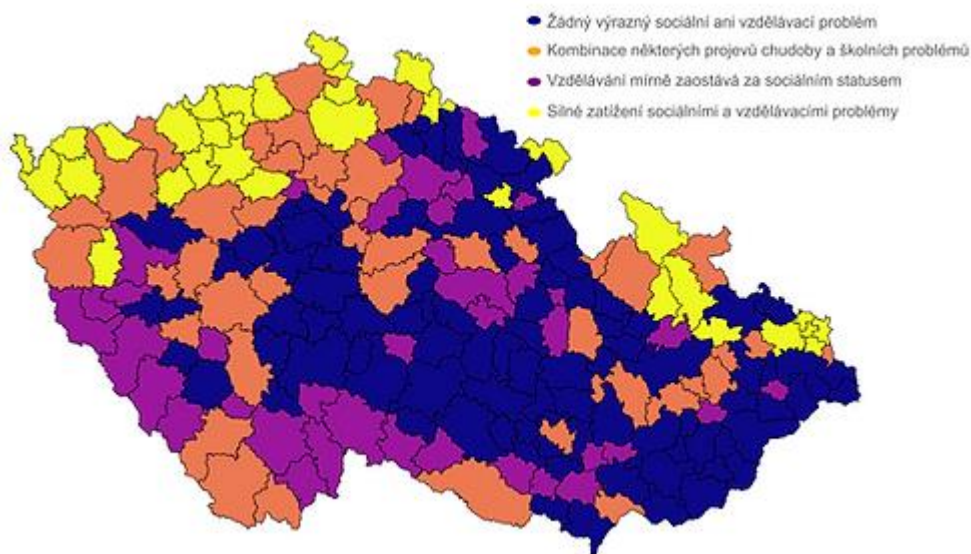 Žádný výrazný sociální ani vzdělávací problém
Kombinace některých projevů chudoby a školních problémů
Vzdělávání mírně zaostává za sociálním statusem
Silné zatížení sociálními a vzdělávacími problémy